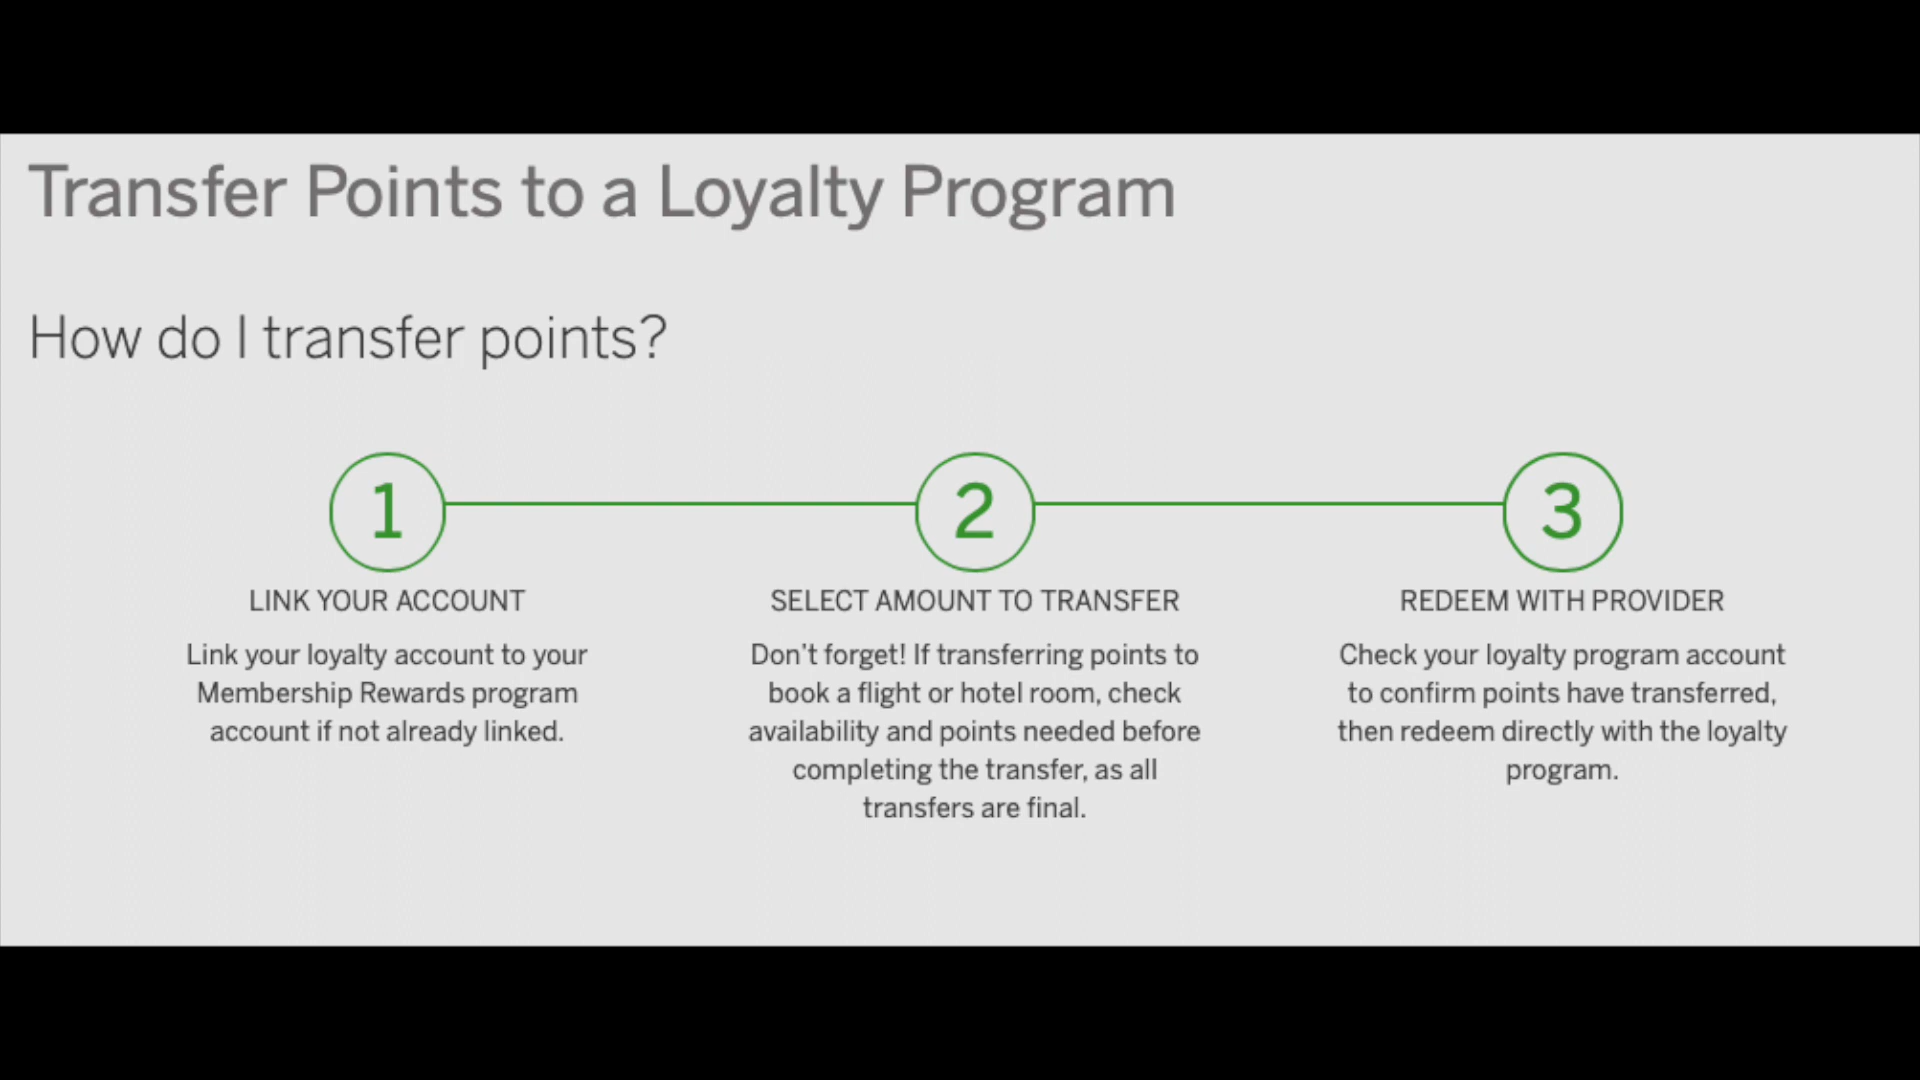 Transfer Points to a Loyalty Program
How do I transfer points?
1
LINK YOUR ACCOUNT
Link your loyalty account to your
Membership Rewards program
account if not already linked.
2
SELECT AMOUNT TO TRANSFER
Don't forget! If transferring points to
book a flight or hotel room, check
availability and points needed before
completing the transfer, as all
transfers are final.
3
REDEEM WITH PROVIDER
Check your loyalty program account
to confirm points have transferred,
then redeem directly with the loyalty
program.